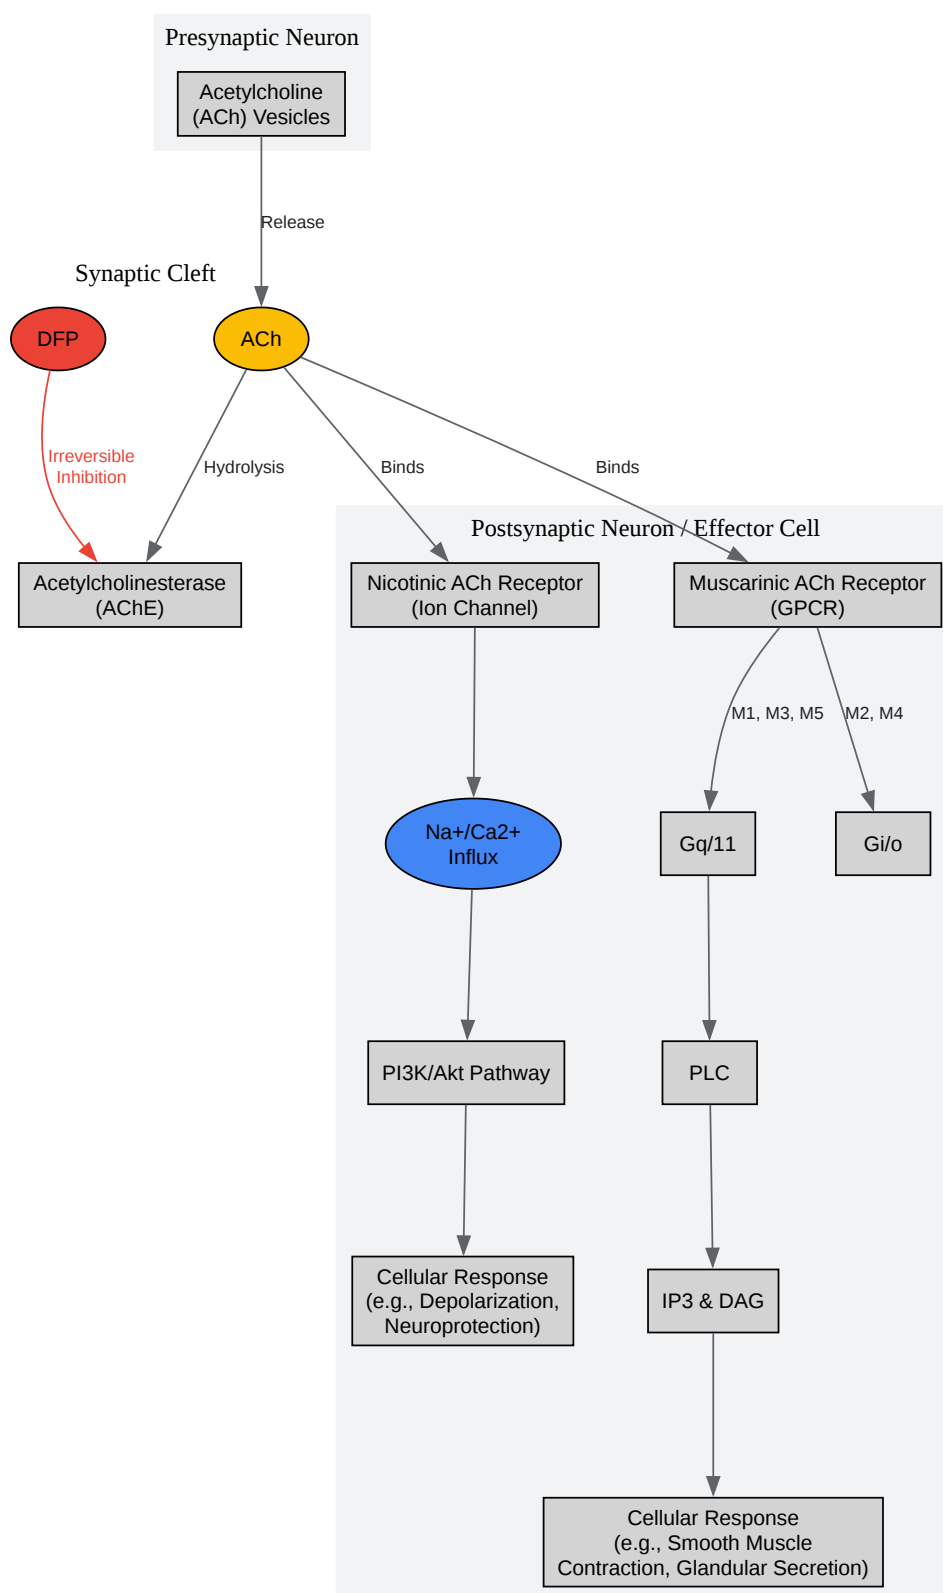 Presynaptic Neuron
Acetylcholine
(ACh) Vesicles
Release
Synaptic Cleft
DFP
ACh
Irreversible
Inhibition
Hydrolysis
Binds
Binds
Postsynaptic Neuron / Effector Cell
Acetylcholinesterase
(AChE)
Nicotinic ACh Receptor
(Ion Channel)
Muscarinic ACh Receptor
(GPCR)
M1, M3, M5
M2, M4
Na+/Ca2+
Influx
Gq/11
Gi/o
PI3K/Akt Pathway
PLC
Cellular Response
(e.g., Depolarization,
Neuroprotection)
IP3 & DAG
Cellular Response
(e.g., Smooth Muscle
Contraction, Glandular Secretion)